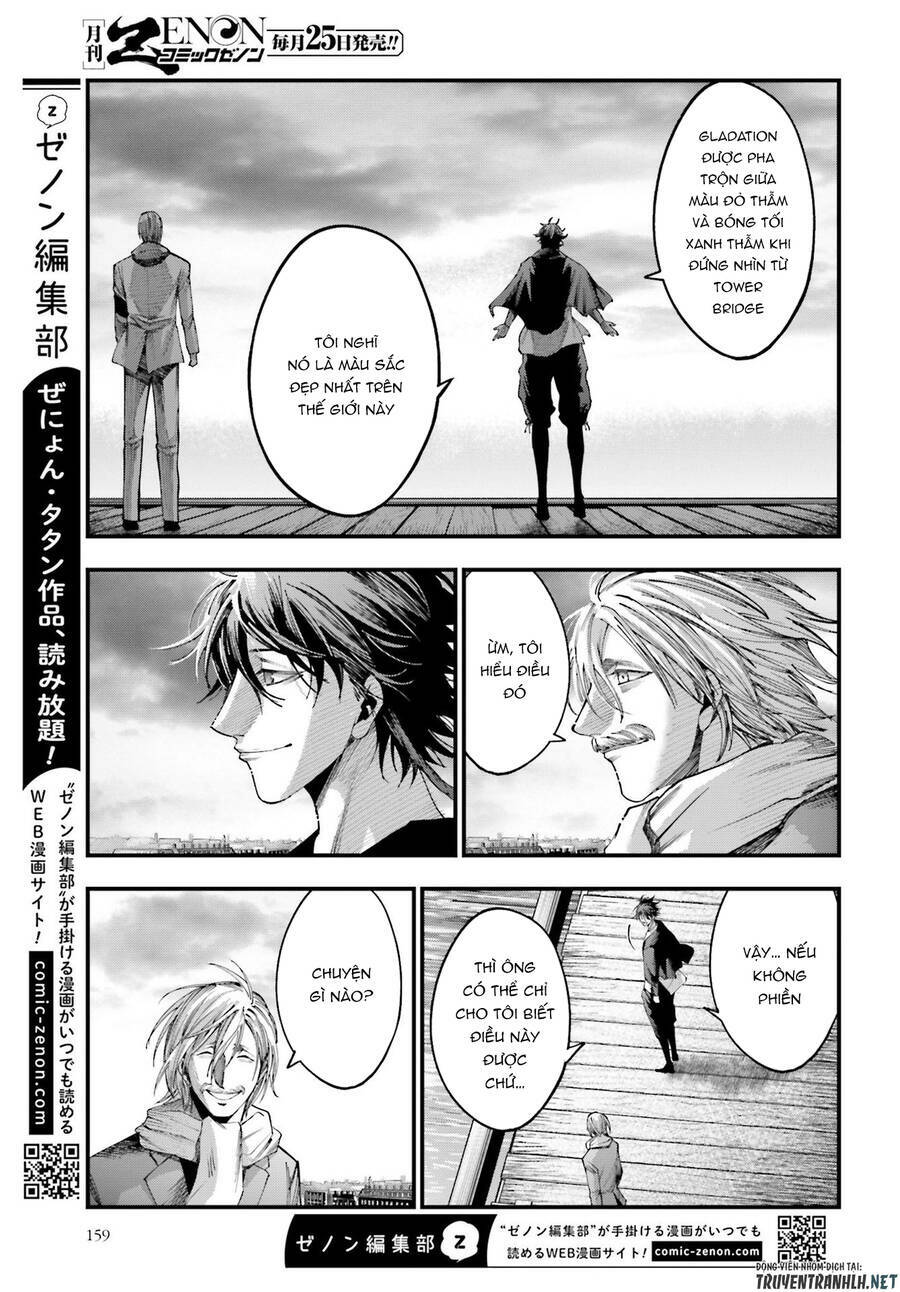 月刊
ZENON
コミックゼノン
毎月25日発売!!
GLADATION
ĐƯỢC PHA
TRỘN GIỮA
MÀU ĐỎ THẪM
VÀ BÓNG TỐI
XANH THẪM KHI
ĐỨNG NHÌN TỪ
TOWER
BRIDGE
TÔI NGHĨ
NÓ LÀ MÀU SẮC
ĐẸP NHẤT TRÊN
THẾ GIỚI NÀY
ỪM, TÔI
HIỂU ĐIỀU
ĐÓ
VẬY... NẾU
KHÔNG
PHIỀN
THÌ ÔNG
CÓ THỂ CHỈ
CHO TÔI BIẾT
ĐIỀU NÀY
ĐƯỢC
CHỨ...
CHUYỆN
GÌ NÀO?
Z
ゼノン編集部
ぜにょん・タタン作品、読み放題!
"ゼノン編集部"が手掛ける漫画がいつでも読める
WEB漫画サイト!
comic-zenon.com
159
ゼノン編集部
Z
"ゼノン編集部"が手掛ける漫画がいつでも
読めるWEB漫画サイト! comic-zenon.com
ĐỘNG VIÊN NHÓM DỊCH TẠI:
TRUYENTRANHLH.NET